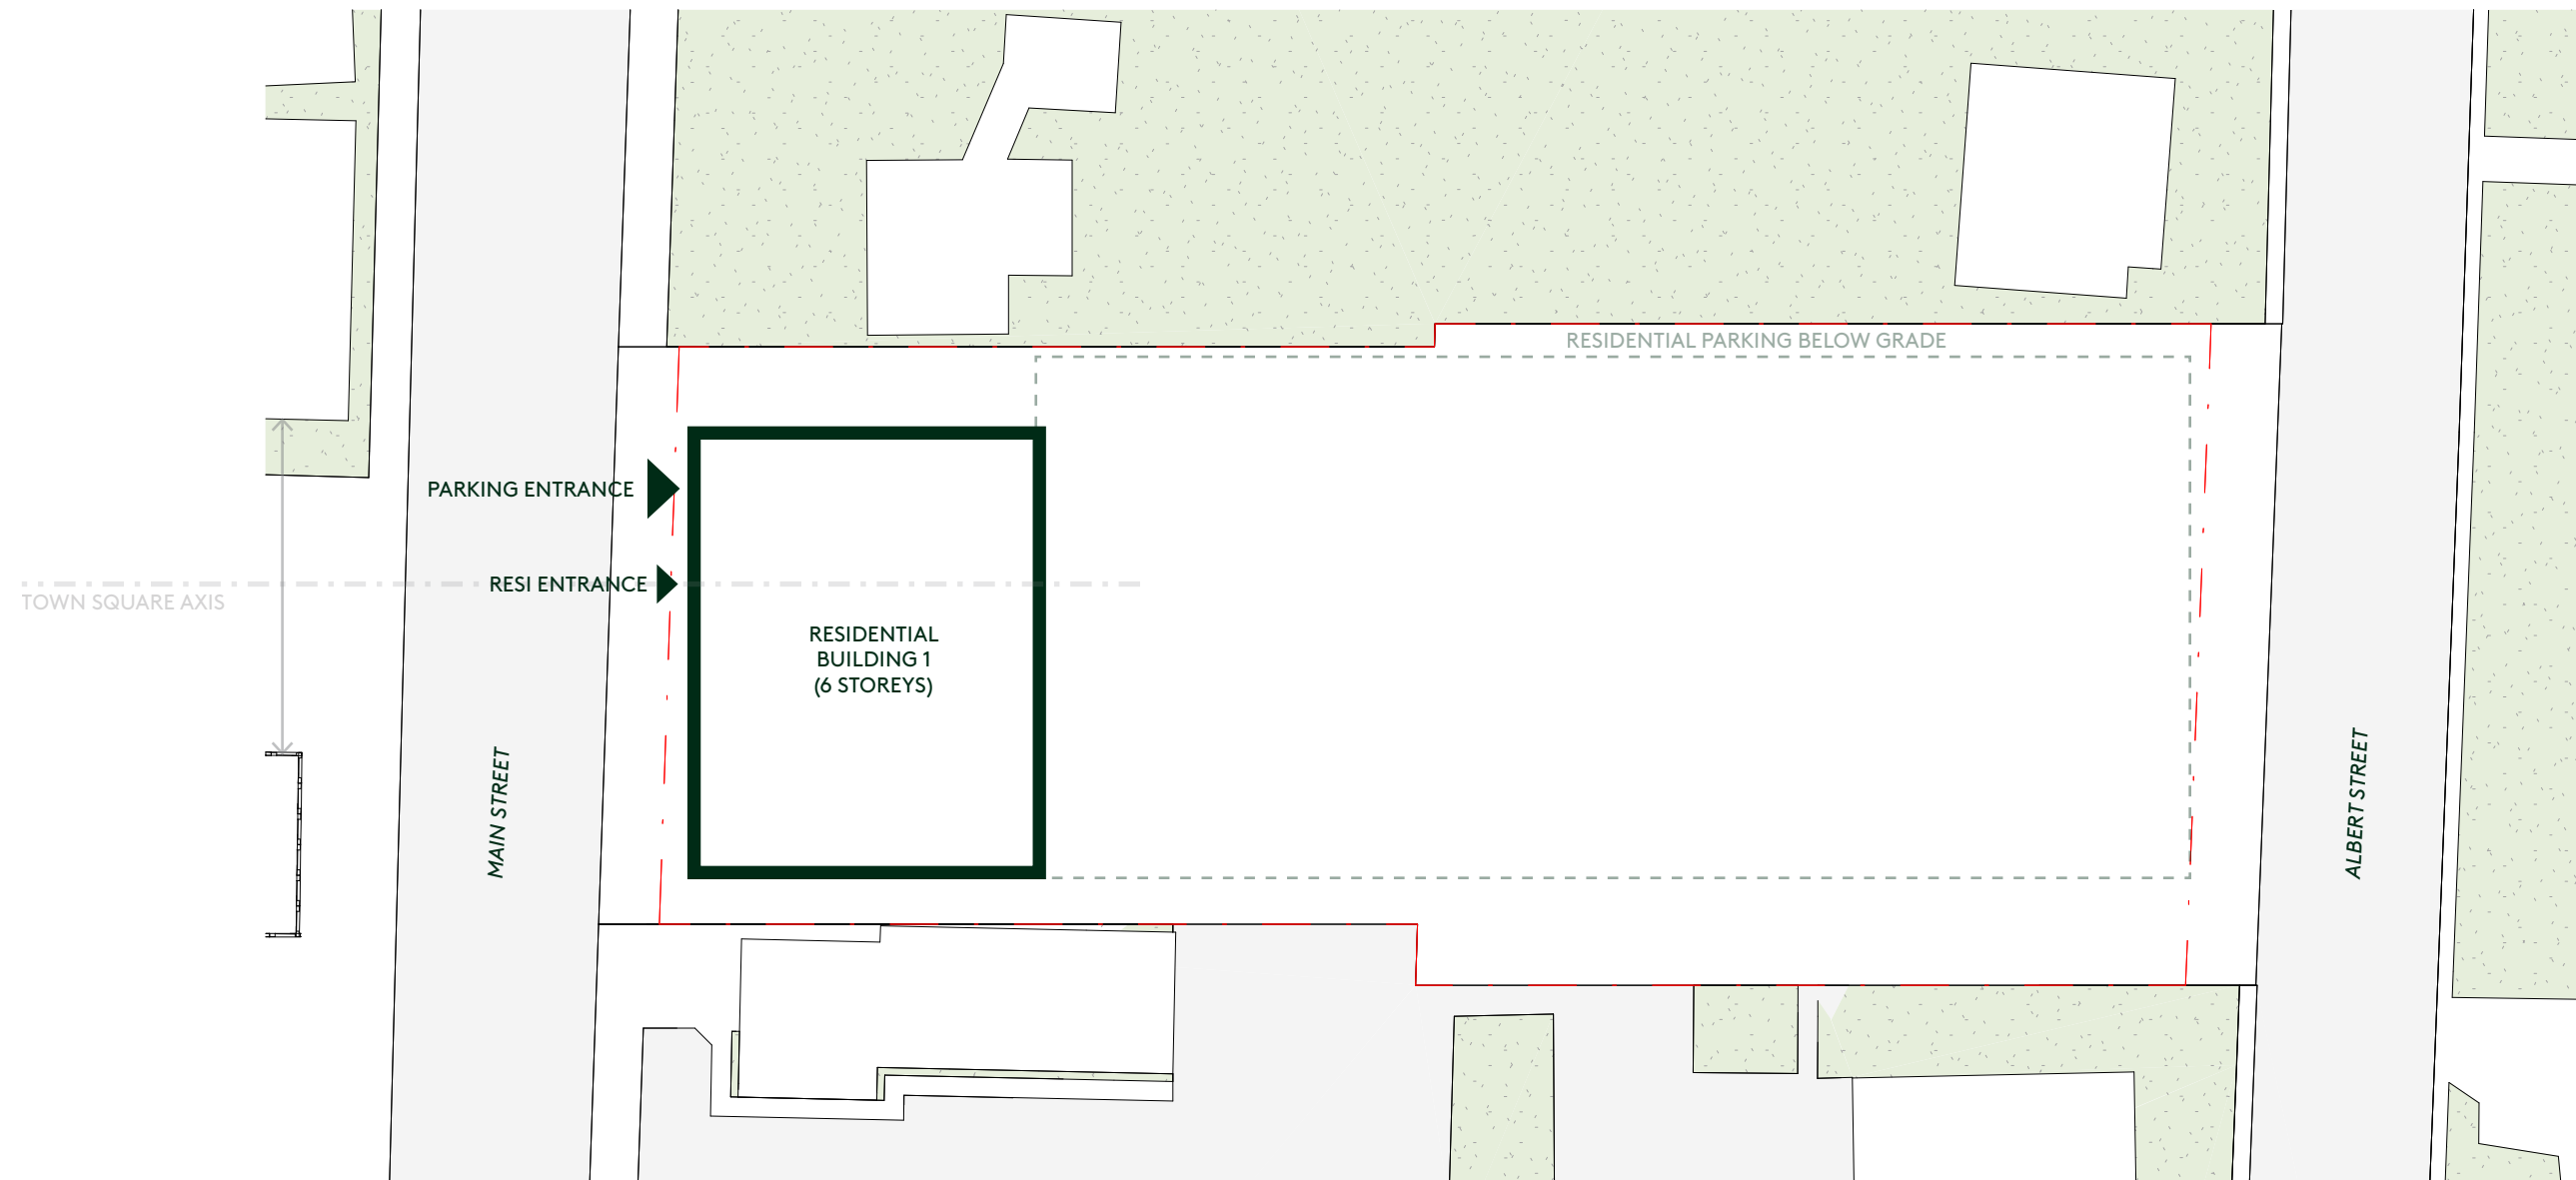 RESIDENTIAL PARKING BELOW GRADE
PARKING ENTRANCE
RESI ENTRANCE
TOWN SQUARE AXIS
RESIDENTIAL
BUILDING 1
(6 STOREYS)
MAIN STREET
ALBERT STREET